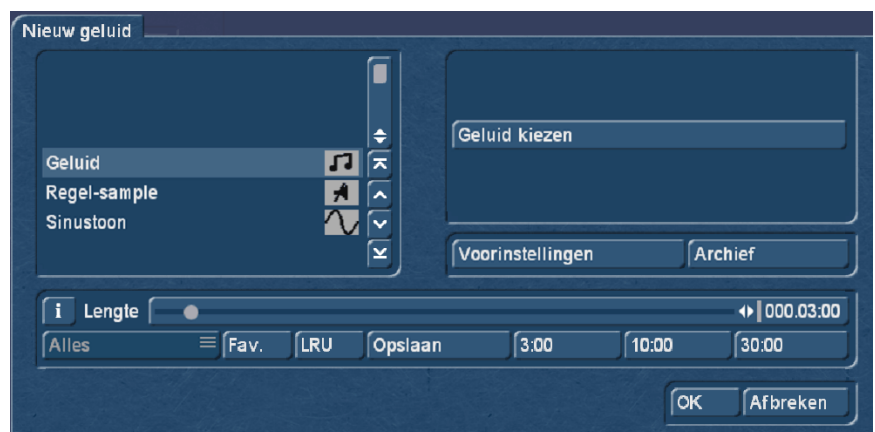 Nieuw geluid
Geluid
Regel-sample
Sinustoon
Geluid kiezen
Voorinstellingen Archief
i Lengte 000.03:00
Alles Fav. LRU Opslaan 3:00 10:00 30:00
OK Afbreken